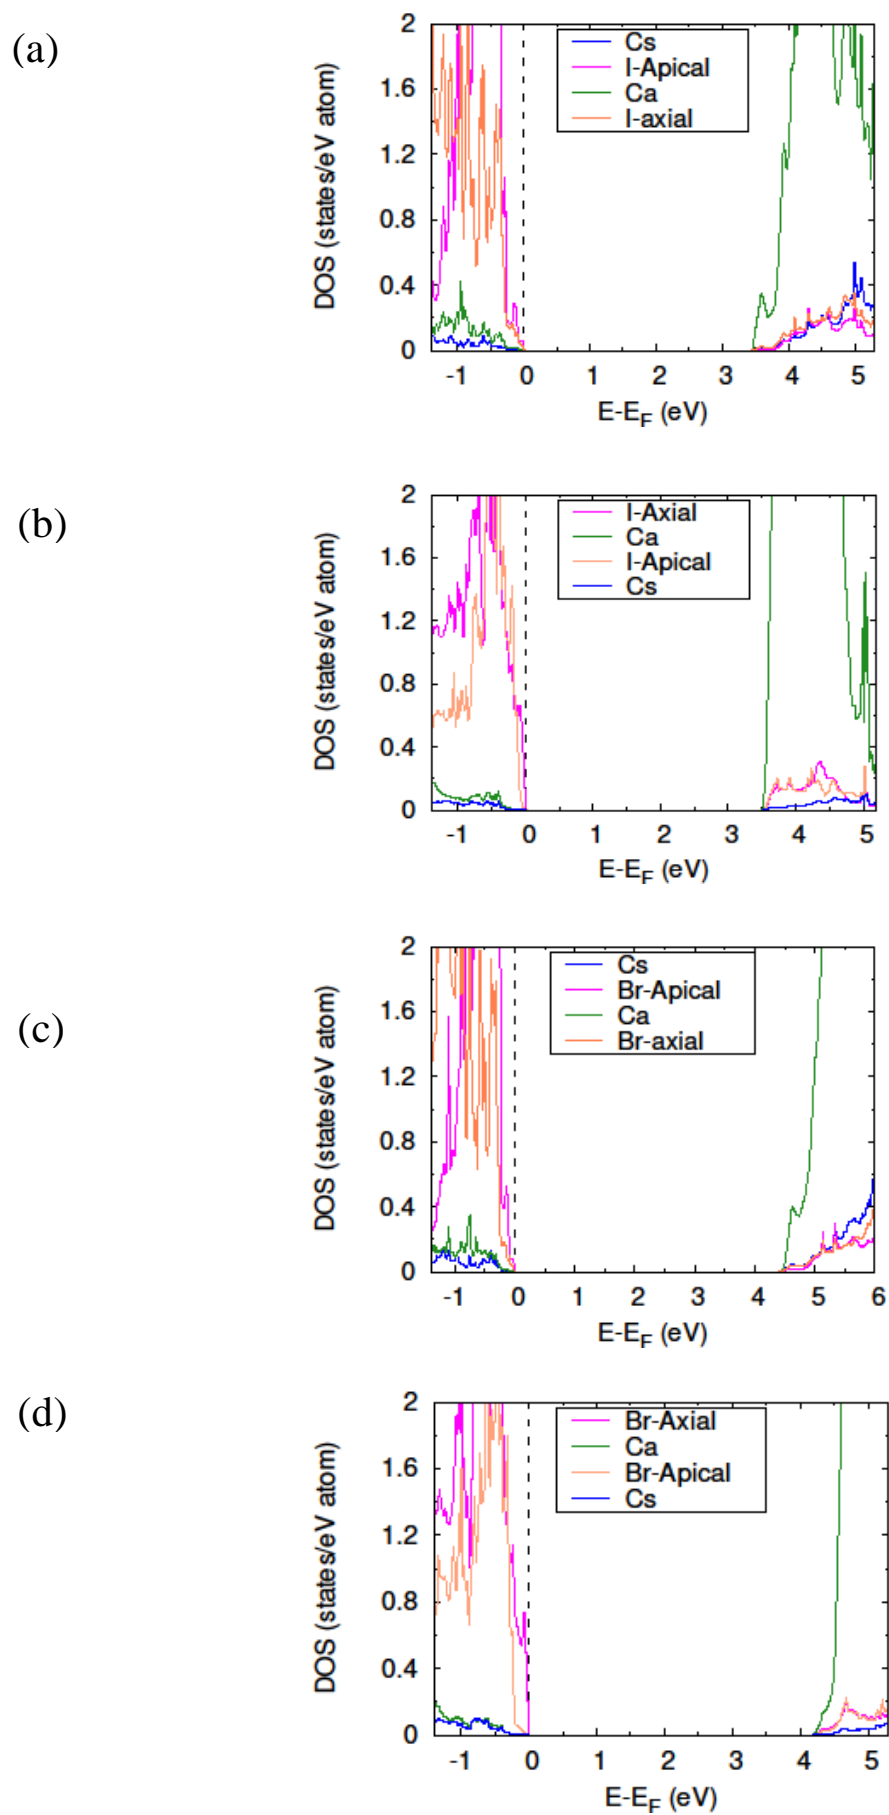 (a)
DOS (states/eV atom)
2
1.6
1.2
0.8
0.4
0
Cs
I-Apical
Ca
I-axial
-1 0 1 2 3 4 5
E-E_F (eV)
(b)
DOS (states/eV atom)
2
1.6
1.2
0.8
0.4
0
I-Axial
Ca
I-Apical
Cs
-1 0 1 2 3 4 5
E-E_F (eV)
(c)
DOS (states/eV atom)
2
1.6
1.2
0.8
0.4
0
Cs
Br-Apical
Ca
Br-axial
-1 0 1 2 3 4 5 6
E-E_F (eV)
(d)
DOS (states/eV atom)
2
1.6
1.2
0.8
0.4
0
Br-Axial
Ca
Br-Apical
Cs
-1 0 1 2 3 4 5
E-E_F (eV)